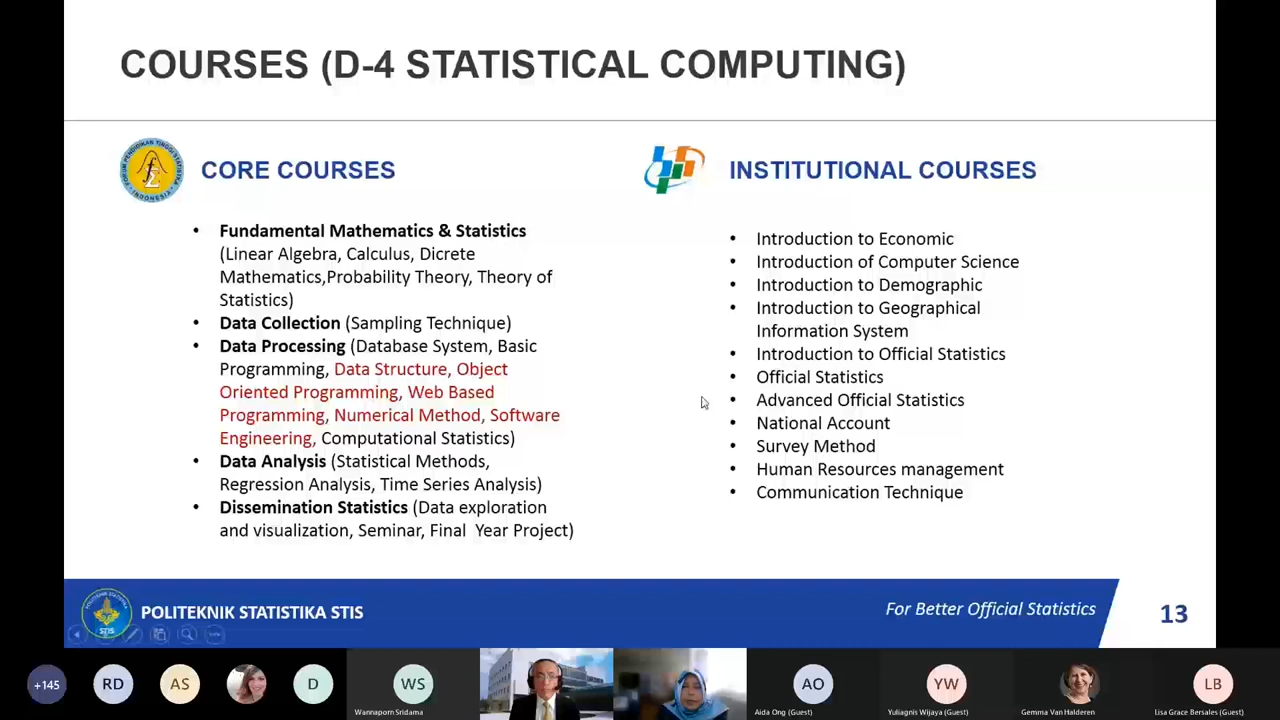 COURSES (D-4 STATISTICAL COMPUTING)
CORE COURSES
• Fundamental Mathematics & Statistics
(Linear Algebra, Calculus, Dicrete
Mathematics,Probability Theory, Theory of
Statistics)
• Data Collection (Sampling Technique)
• Data Processing (Database System, Basic
Programming, Data Structure, Object
Oriented Programming, Web Based
Programming, Numerical Method, Software
Engineering, Computational Statistics)
• Data Analysis (Statistical Methods,
Regression Analysis, Time Series Analysis)
• Dissemination Statistics (Data exploration
and visualization, Seminar, Final Year Project)
INSTITUTIONAL COURSES
• Introduction to Economic
• Introduction of Computer Science
• Introduction to Demographic
• Introduction to Geographical
Information System
• Introduction to Official Statistics
• Official Statistics
• Advanced Official Statistics
• National Account
• Survey Method
• Human Resources management
• Communication Technique
STIS
POLITEKNIK STATISTIKA STIS
For Better Official Statistics
13
+145
RD
AS
D
WS
Wannaporn Sridama
AO
Aida Ong (Guest)
YW
Yuliagnis Wijaya (Guest)
Gemma Van Halderen
LB
Lisa Grace Bersales (Guest)